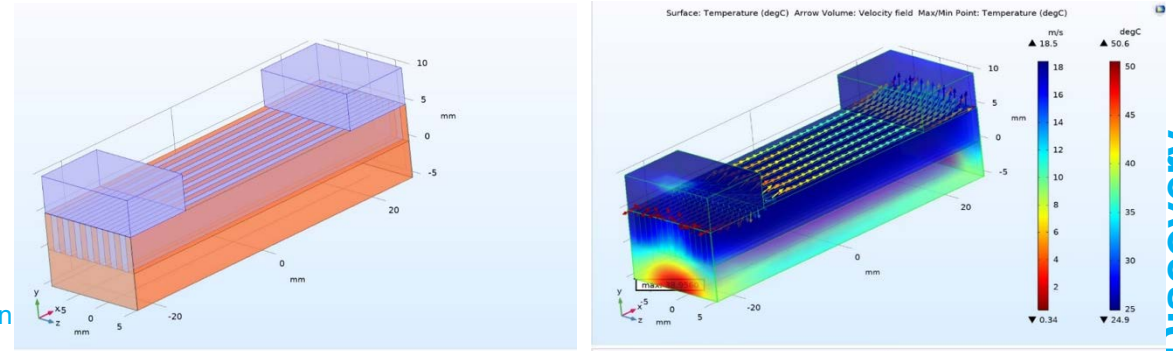 10
5
mm
0
-5
20
0
mm
-20
y
x
z
-5
0
5
mm
n
Surface: Temperature (degC) Arrow Volume: Velocity field Max/Min Point: Temperature (degC)
m/s
degC
▲ 18.5
▲ 50.6
18
16
14
12
10
8
6
4
2
▼ 0.34
50
45
40
35
30
25
▼ 24.9
10
5
mm
0
-5
20
0
mm
-20
y
x
z
-5
0
5
mm